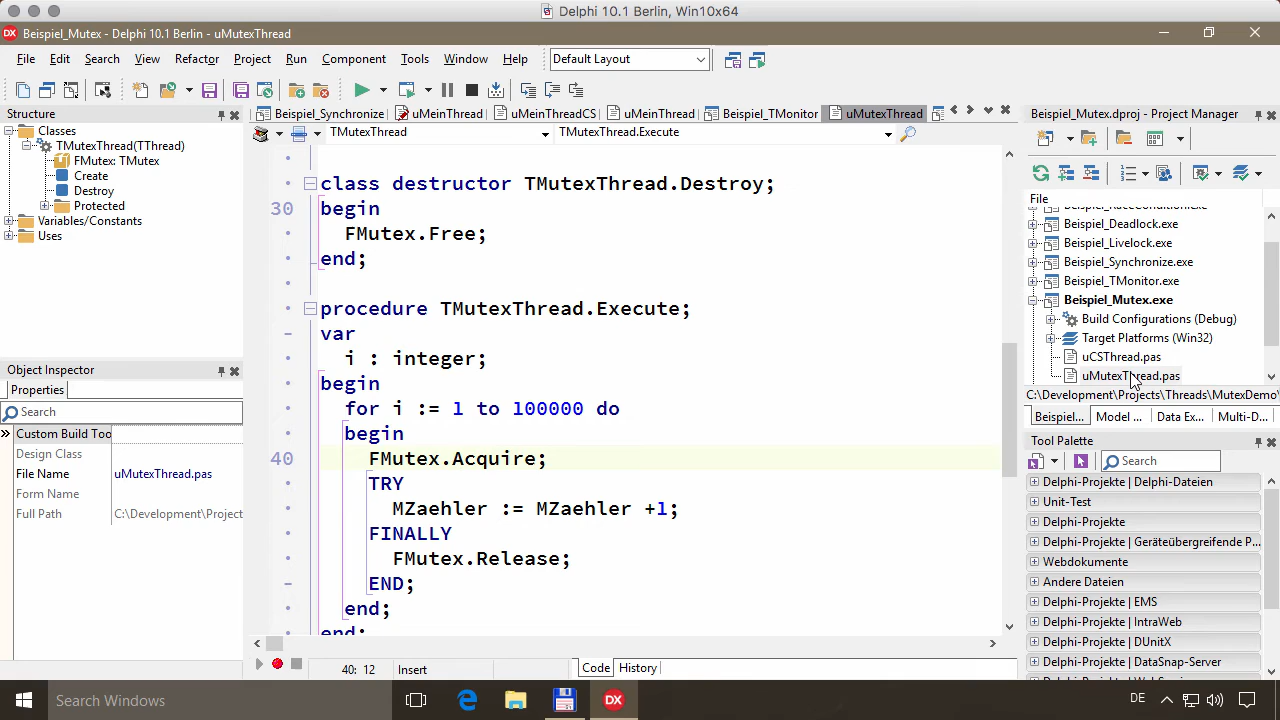 Delphi 10.1 Berlin, Win10x64
DX
Beispiel_Mutex - Delphi 10.1 Berlin - uMutexThread
File Edit Search View Refactor Project Run Component Tools Window Help
Default Layout
Structure
Classes
TMutexThread(TThread)
FMutex: TMutex
Create
Destroy
Protected
Variables/Constants
Uses
Object Inspector
Properties
Search
Custom Build Too
Design Class
File Name uMutexThread.pas
Form Name
Full Path C:\Development\Project
Beispiel_Synchronize uMeinThread uMeinThreadCS uMeinThread Beispiel_TMonitor uMutexThread
TMutexThread TMutexThread.Execute
class destructor TMutexThread.Destroy;
30 begin
FMutex.Free;
end;
procedure TMutexThread.Execute;
var
i : integer;
begin
for i := 1 to 100000 do
begin
40 FMutex.Acquire;
TRY
MZaehler := MZaehler +1;
FINALLY
FMutex.Release;
END;
end;
end;
40: 12 Insert Code History
Beispiel_Mutex.dproj - Project Manager
File
Beispiel_RaceCondition.exe
Beispiel_Deadlock.exe
Beispiel_Livelock.exe
Beispiel_Synchronize.exe
Beispiel_TMonitor.exe
Beispiel_Mutex.exe
Build Configurations (Debug)
Target Platforms (Win32)
uCSThread.pas
uMutexThread.pas
C:\Development\Projects\Threads\MutexDemo\
Beispiel... Model ... Data Ex... Multi-D...
Tool Palette
Search
Delphi-Projekte | Delphi-Dateien
Unit-Test
Delphi-Projekte
Delphi-Projekte | Geräteübergreifende P...
Webdokumente
Andere Dateien
Delphi-Projekte | EMS
Delphi-Projekte | IntraWeb
Delphi-Projekte | DUnitX
Delphi-Projekte | DataSnap-Server
Search Windows
DX
DE